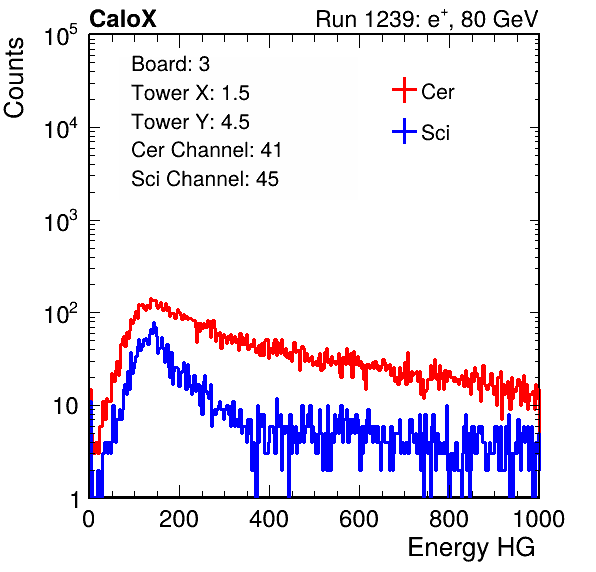 CaloX Run 1239: e⁺, 80 GeV
Counts
10⁵
10⁴
10³
10²
10
1
Board: 3
Tower X: 1.5
Tower Y: 4.5
Cer Channel: 41
Sci Channel: 45
Cer
Sci
0 200 400 600 800 1000
Energy HG